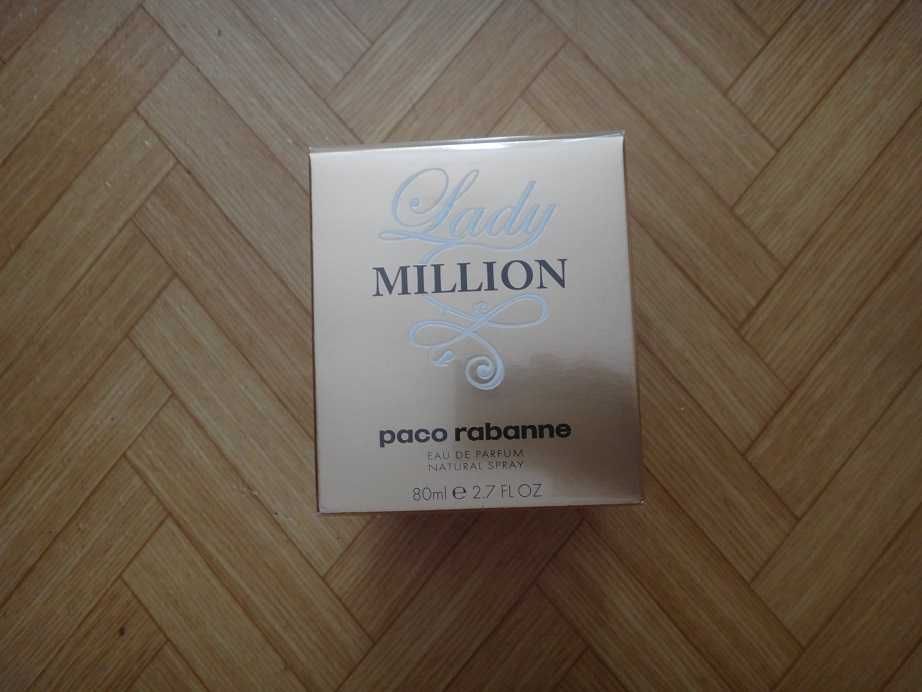 Lady
MILLION
paco rabanne
EAU DE PARFUM
NATURAL SPRAY
80ml e 2.7 FL OZ